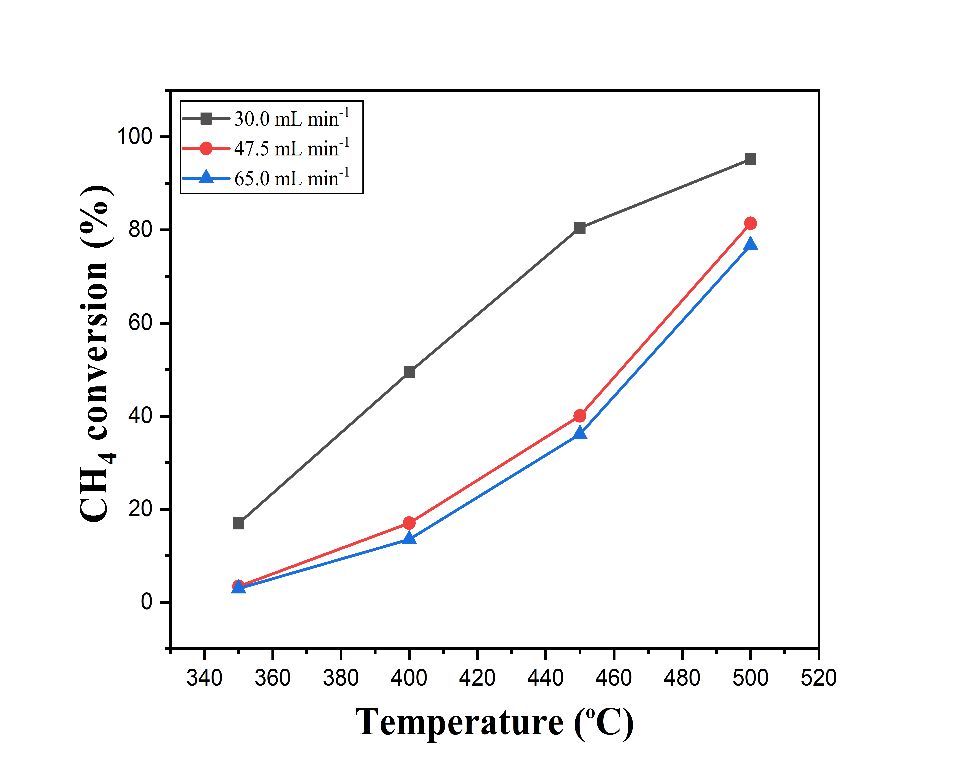 30.0 mL min⁻¹
47.5 mL min⁻¹
65.0 mL min⁻¹
100
80
60
40
20
0
CH₄ conversion (%)
340 360 380 400 420 440 460 480 500 520
Temperature (ºC)